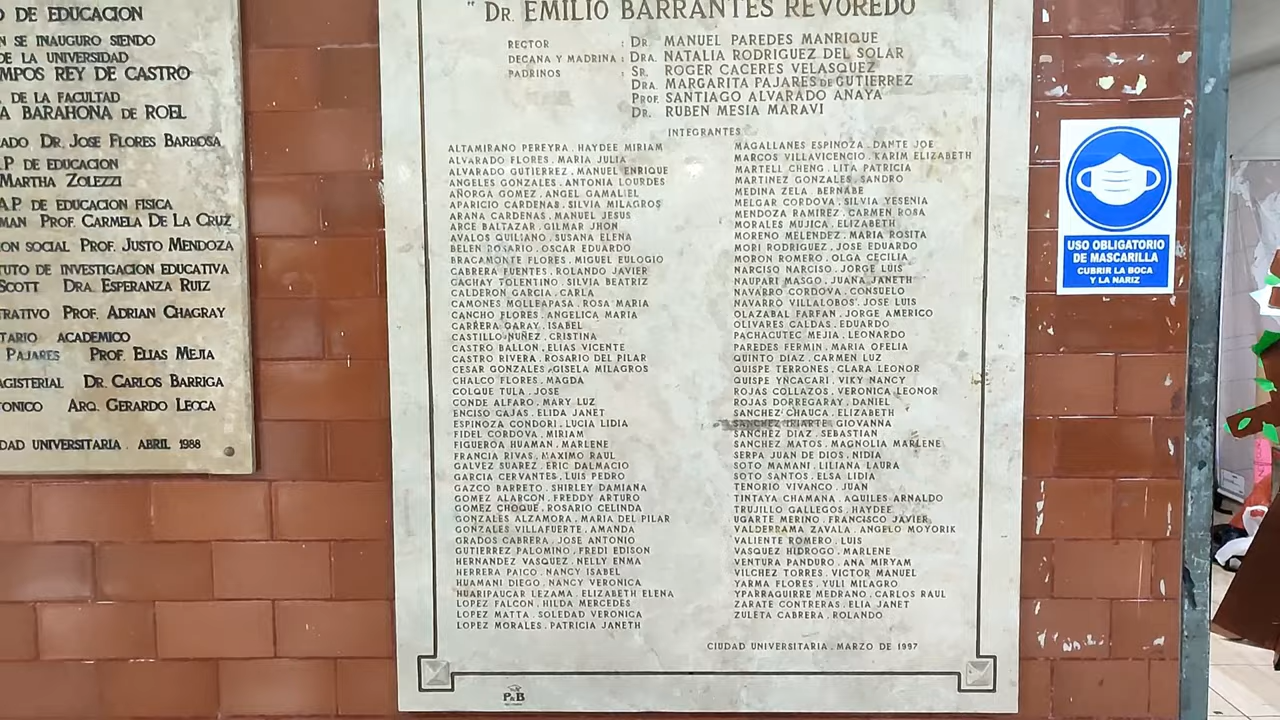 O DE EDUCACION
N SE INAUGURO SIENDO
DE LA UNIVERSIDAD
MPOS REY DE CASTRO
A DE LA FACULTAD
A BARAHONA DE ROEL
ADO DR. JOSE FLORES BARBOSA
.P DE EDUCACION
MARTHA ZOLEZZI
A.P. DE EDUCACION FISICA
MAN PROF. CARMELA DE LA CRUZ
ION SOCIAL PROF. JUSTO MENDOZA
TUTO DE INVESTIGACION EDUCATIVA
SCOTT DRA. ESPERANZA RUIZ
TRATIVO PROF. ADRIAN CHAGRAY
TARIO ACADEMICO
PAJARES PROF. ELIAS MEJIA
AGISTERIAL DR. CARLOS BARRIGA
TONICO ARQ. GERARDO LECCA
DAD UNIVERSITARIA . ABRIL 1988
" DR. EMILIO BARRANTES REVOREDO
RECTOR : DR. MANUEL PAREDES MANRIQUE
DECANA Y MADRINA : DRA. NATALIA RODRIGUEZ DEL SOLAR
PADRINOS : SR. ROGER CACERES VELASQUEZ
DRA. MARGARITA PAJARES DE GUTIERREZ
PROF. SANTIAGO ALVARADO ANAYA
DR. RUBEN MESIA MARAVI
INTEGRANTES
ALTAMIRANO PEREYRA . HAYDEE MIRIAM
ALVARADO FLORES . MARIA JULIA
ALVARADO GUTIERREZ . MANUEL ENRIQUE
ANGELES GONZALES . ANTONIA LOURDES
AÑORGA GOMEZ . ANGEL GAMALIEL
APARICIO CARDENAS . SILVIA MILAGROS
ARANA CARDENAS . MANUEL JESUS
ARCE BALTAZAR . GILMAR JHON
AVALOS QUILIANO . SUSANA ELENA
BELEN ROSARIO . OSCAR EDUARDO
BRACAMONTE FLORES . MIGUEL EULOGIO
CABRERA FUENTES . ROLANDO JAVIER
CACHAY TOLENTINO . SILVIA BEATRIZ
CALDERON GARCIA . CARLA
CAMONES MOLLEAPASA . ROSA MARIA
CANCHO FLORES . ANGELICA MARIA
CARRERA GARAY . ISABEL
CASTILLO NUÑEZ . CRISTINA
CASTRO BALLON . ELIAS VICENTE
CASTRO RIVERA . ROSARIO DEL PILAR
CESAR GONZALES . GISELA MILAGROS
CHALCO FLORES . MAGDA
COLQUE TULA . JOSE
CONDE ALFARO . MARY LUZ
ENCISO CAJAS . ELIDA JANET
ESPINOZA CONDORI . LUCIA LIDIA
FIDEL CORDOVA . MIRIAM
FIGUEROA HUAMAN . MARLENE
FRANCIA RIVAS . MAXIMO RAUL
GALVEZ SUAREZ . ERIC DALMACIO
GARCIA CERVANTES . LUIS PEDRO
GAZCO BARRETO . SHIRLEY DAMIANA
GOMEZ ALARCON . FREDDY ARTURO
GOMEZ CHOQUE . ROSARIO CELINDA
GONZALES ALZAMORA . MARIA DEL PILAR
GONZALES VILLAFUERTE . AMANDA
GRADOS CABRERA . JOSE ANTONIO
GUTIERREZ PALOMINO . FREDI EDISON
HERNANDEZ VASQUEZ . NELLY ENMA
HERRERA PAICO . NANCY ISABEL
HUAMANI DIEGO . NANCY VERONICA
HUARIPAUCAR LEZAMA . ELIZABETH ELENA
LOPEZ FALCON . HILDA MERCEDES
LOPEZ MATTA . SOLEDAD VERONICA
LOPEZ MORALES . PATRICIA JANETH
MAGALLANES ESPINOZA . DANTE JOE
MARCOS VILLAVICENCIO . KARIM ELIZABETH
MARTELL CHENG . LITA PATRICIA
MARTINEZ GONZALES . SANDRO
MEDINA ZELA . BERNABE
MELGAR CORDOVA . SILVIA YESENIA
MENDOZA RAMIREZ . CARMEN ROSA
MORALES MUJICA . ELIZABETH
MORENO MELENDEZ . MARIA ROSITA
MORI RODRIGUEZ . JOSE EDUARDO
MORON ROMERO . OLGA CECILIA
NARCISO NARCISO . JORGE LUIS
NAUPARI MASGO . JUANA JANETH
NAVARRO CORDOVA . CONSUELO
NAVARRO VILLALOBOS . JOSE LUIS
OLAZABAL FARFAN . JORGE AMERICO
OLIVARES CALDAS . EDUARDO
PACHACUTEC MEJIA . LEONARDO
PAREDES FERMIN . MARIA OFELIA
QUINTO DIAZ . CARMEN LUZ
QUISPE TERRONES . CLARA LEONOR
QUISPE YNCACARI . VIKY NANCY
ROJAS COLLAZOS . VERONICA LEONOR
ROJAS DORREGARAY . DANIEL
SANCHEZ CHAUCA . ELIZABETH
SANCHEZ IRIARTE . GIOVANNA
SANCHEZ DIAZ . SEBASTIAN
SANCHEZ MATOS . MAGNOLIA MARLENE
SERPA JUAN DE DIOS . NIDIA
SOTO MAMANI . LILIANA LAURA
SOTO SANTOS . ELSA LIDIA
TENORIO VIVANCO . JUAN
TINTAYA CHAMANA . AQUILES ARNALDO
TRUJILLO GALLEGOS . HAYDEE
UGARTE MERINO . FRANCISCO JAVIER
VALDERRAMA ZAVALA . ANGELO MOYORIK
VALIENTE ROMERO . LUIS
VASQUEZ HIDROGO . MARLENE
VENTURA PANDURO . ANA MIRYAM
VILCHEZ TORRES . VICTOR MANUEL
YARMA FLORES . YULI MILAGRO
YPARRAGUIRRE MEDRANO . CARLOS RAUL
ZARATE CONTRERAS . ELIA JANET
ZULETA CABRERA . ROLANDO
CIUDAD UNIVERSITARIA . MARZO DE 1997
P&B
USO OBLIGATORIO
DE MASCARILLA
CUBRIR LA BOCA
Y LA NARIZ